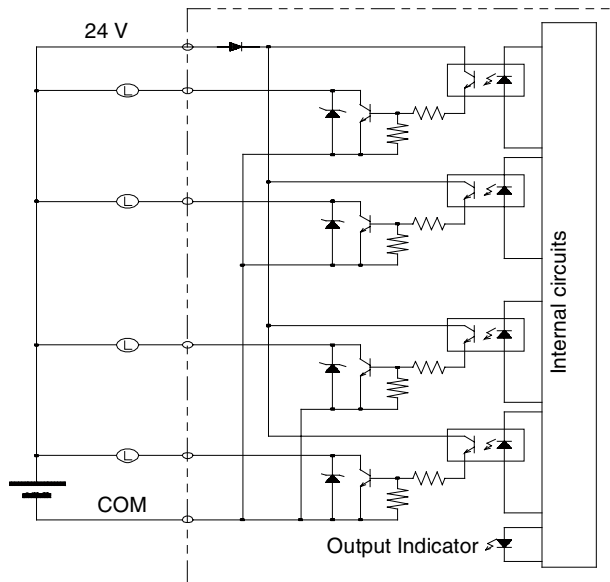 24 V
L
L
L
L
COM
Internal circuits
Output Indicator